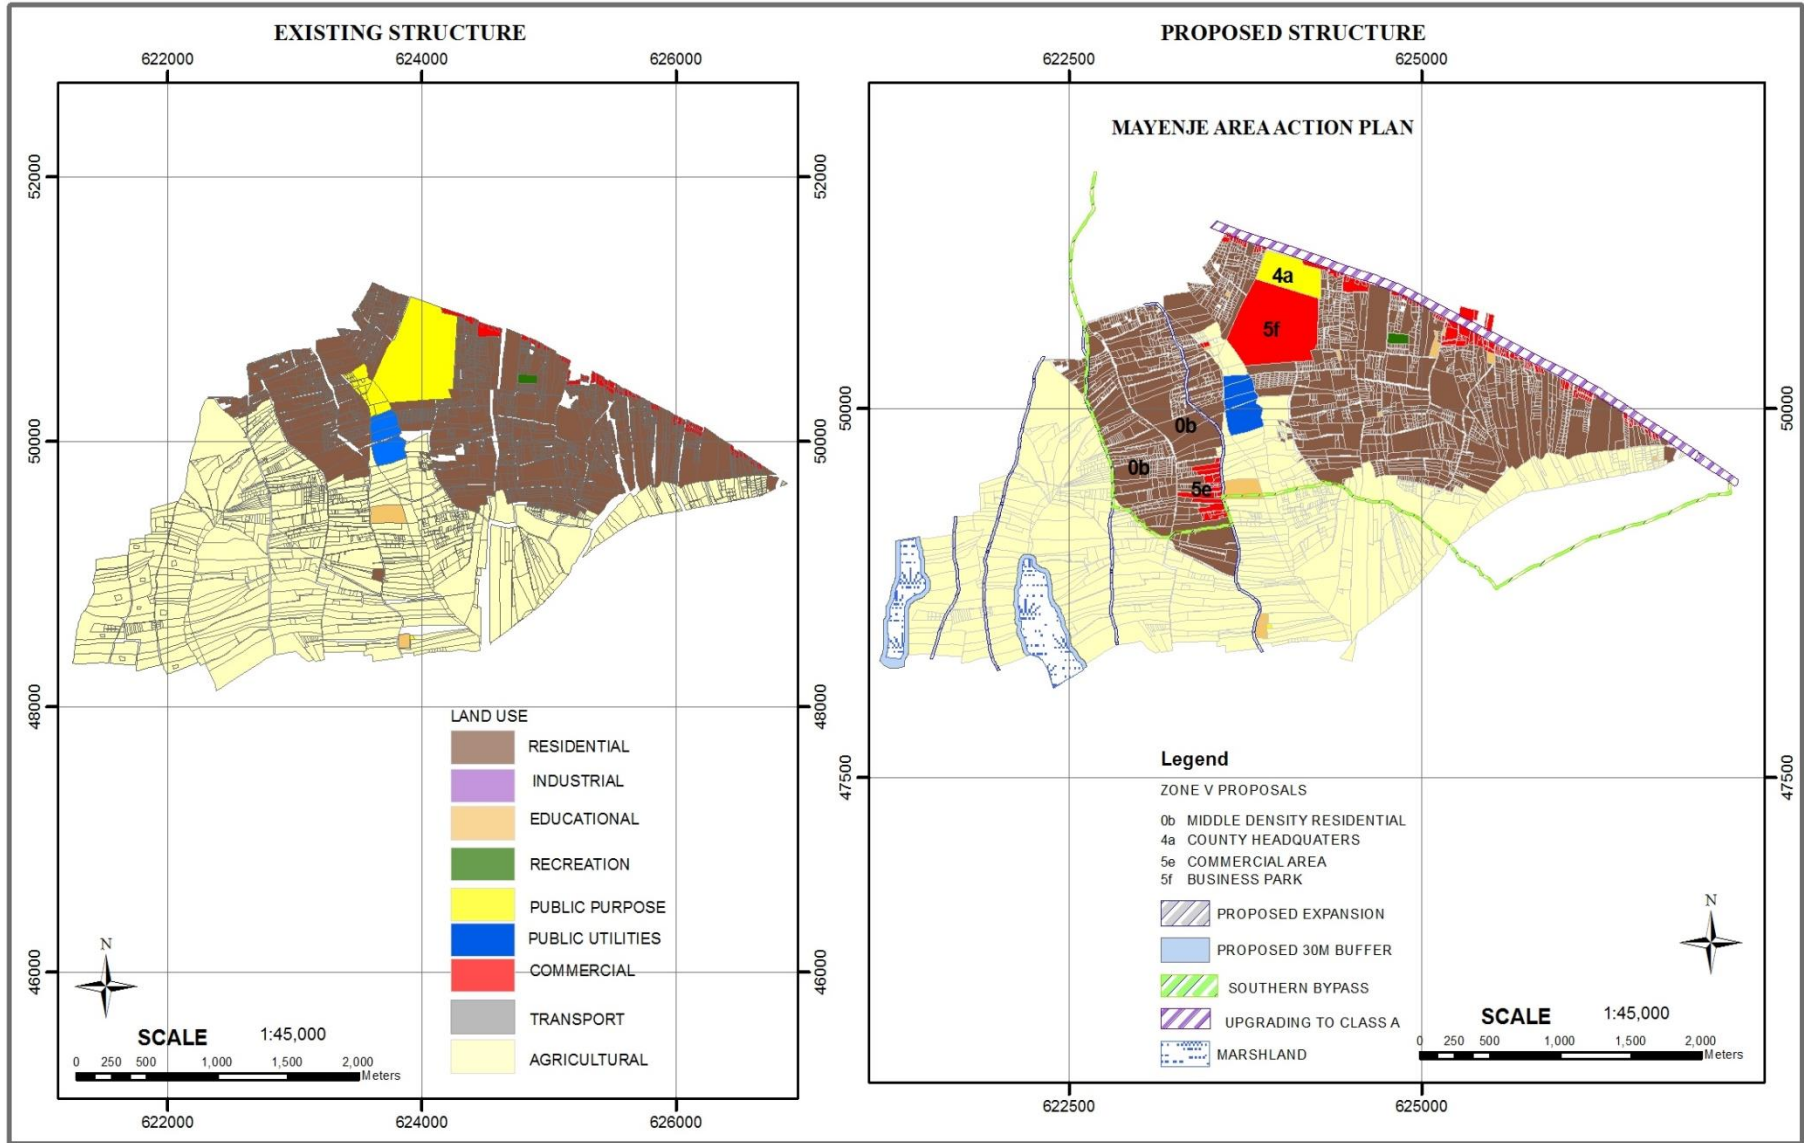 EXISTING STRUCTURE
622000 624000 626000
52000 52000
50000 50000
48000 48000
46000 46000
LAND USE
RESIDENTIAL
INDUSTRIAL
EDUCATIONAL
RECREATION
PUBLIC PURPOSE
PUBLIC UTILITIES
COMMERCIAL
TRANSPORT
AGRICULTURAL
N
SCALE 1:45,000
0 250 500 1,000 1,500 2,000
Meters
622000 624000 626000
PROPOSED STRUCTURE
622500 625000
MAYENJE AREA ACTION PLAN
4a
5f
50000 50000
0b
0b
5e
47500 47500
Legend
ZONE V PROPOSALS
0b MIDDLE DENSITY RESIDENTIAL
4a COUNTY HEADQUATERS
5e COMMERCIAL AREA
5f BUSINESS PARK
PROPOSED EXPANSION
PROPOSED 30M BUFFER
SOUTHERN BYPASS
UPGRADING TO CLASS A
MARSHLAND
N
SCALE 1:45,000
0 250 500 1,000 1,500 2,000
Meters
622500 625000